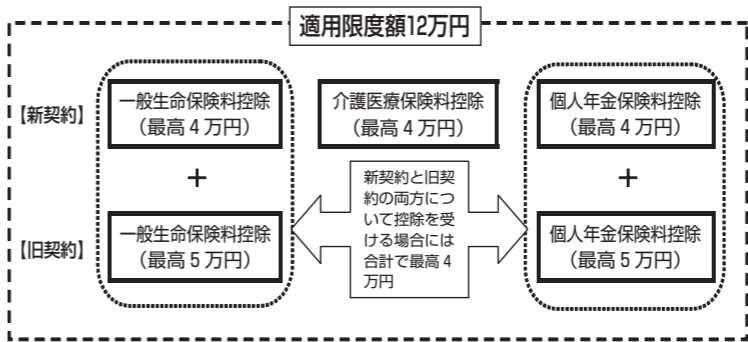 適用限度額12万円
【新契約】
一般生命保険料控除
（最高４万円）
介護医療保険料控除
（最高４万円）
個人年金保険料控除
（最高４万円）
＋
新契約と旧契
約の両方につ
いて控除を受
ける場合には
合計で最高４
万円
＋
【旧契約】
一般生命保険料控除
（最高５万円）
個人年金保険料控除
（最高５万円）